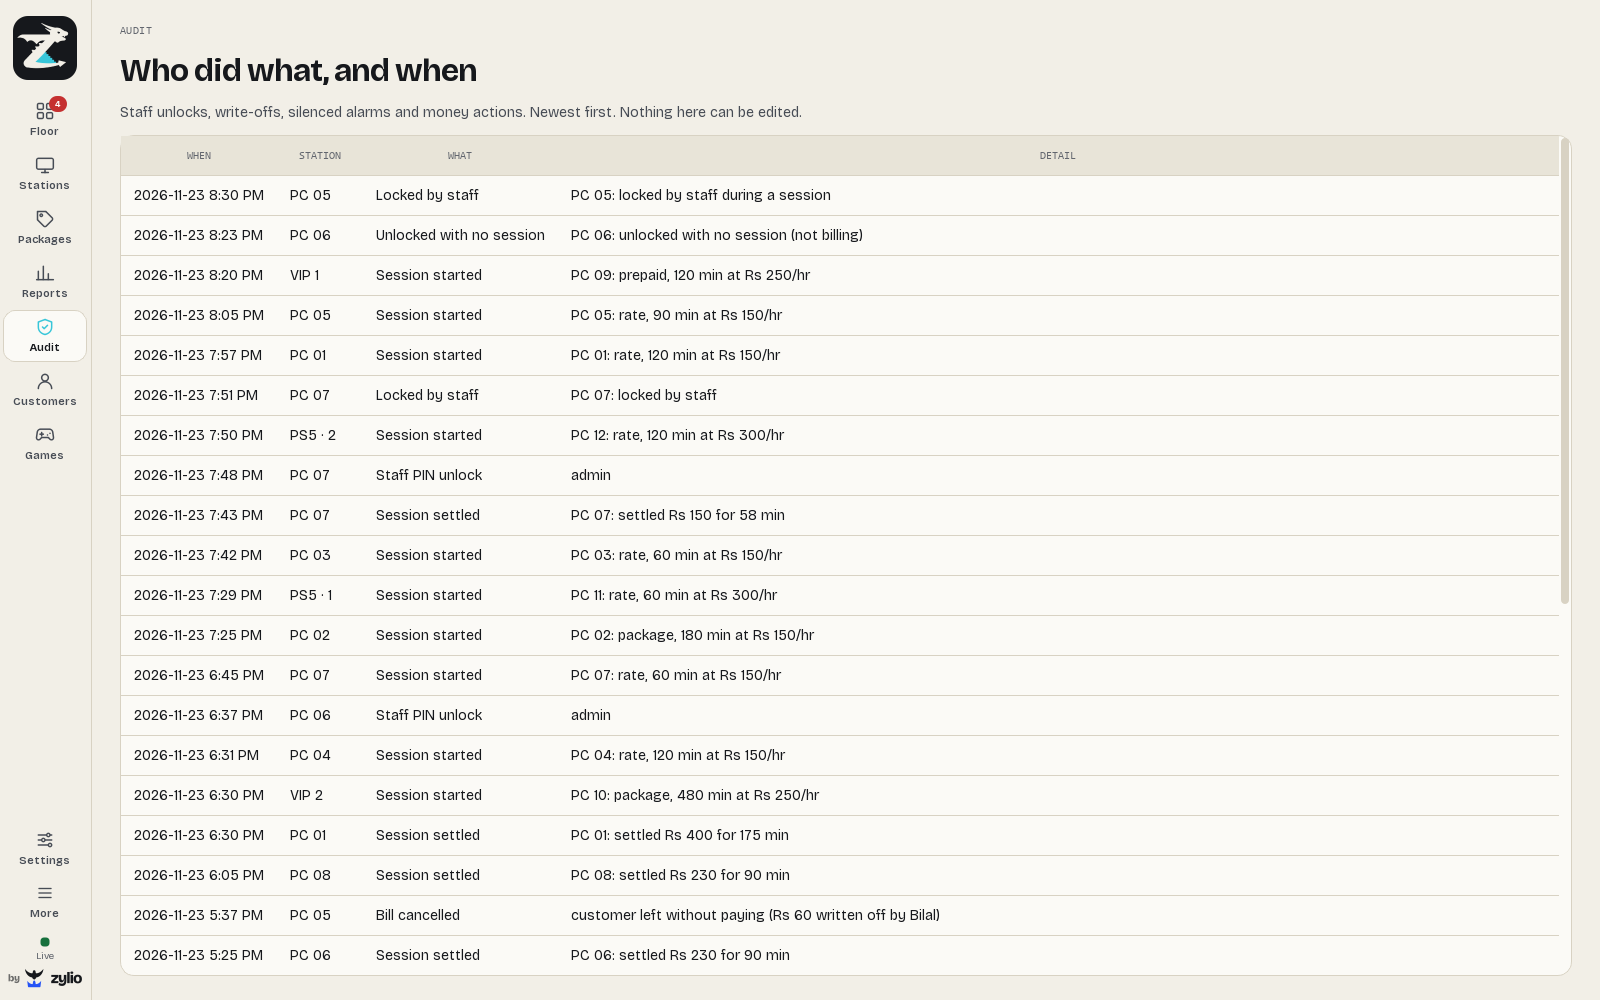 4
Floor
Stations
Packages
Reports
Audit
Customers
Games
Settings
More
Live
by zylio
AUDIT
Who did what, and when
Staff unlocks, write-offs, silenced alarms and money actions. Newest first. Nothing here can be edited.
WHEN STATION WHAT DETAIL
2026-11-23 8:30 PM PC 05 Locked by staff PC 05: locked by staff during a session
2026-11-23 8:23 PM PC 06 Unlocked with no session PC 06: unlocked with no session (not billing)
2026-11-23 8:20 PM VIP 1 Session started PC 09: prepaid, 120 min at Rs 250/hr
2026-11-23 8:05 PM PC 05 Session started PC 05: rate, 90 min at Rs 150/hr
2026-11-23 7:57 PM PC 01 Session started PC 01: rate, 120 min at Rs 150/hr
2026-11-23 7:51 PM PC 07 Locked by staff PC 07: locked by staff
2026-11-23 7:50 PM PS5 · 2 Session started PC 12: rate, 120 min at Rs 300/hr
2026-11-23 7:48 PM PC 07 Staff PIN unlock admin
2026-11-23 7:43 PM PC 07 Session settled PC 07: settled Rs 150 for 58 min
2026-11-23 7:42 PM PC 03 Session started PC 03: rate, 60 min at Rs 150/hr
2026-11-23 7:29 PM PS5 · 1 Session started PC 11: rate, 60 min at Rs 300/hr
2026-11-23 7:25 PM PC 02 Session started PC 02: package, 180 min at Rs 150/hr
2026-11-23 6:45 PM PC 07 Session started PC 07: rate, 60 min at Rs 150/hr
2026-11-23 6:37 PM PC 06 Staff PIN unlock admin
2026-11-23 6:31 PM PC 04 Session started PC 04: rate, 120 min at Rs 150/hr
2026-11-23 6:30 PM VIP 2 Session started PC 10: package, 480 min at Rs 250/hr
2026-11-23 6:30 PM PC 01 Session settled PC 01: settled Rs 400 for 175 min
2026-11-23 6:05 PM PC 08 Session settled PC 08: settled Rs 230 for 90 min
2026-11-23 5:37 PM PC 05 Bill cancelled customer left without paying (Rs 60 written off by Bilal)
2026-11-23 5:25 PM PC 06 Session settled PC 06: settled Rs 230 for 90 min